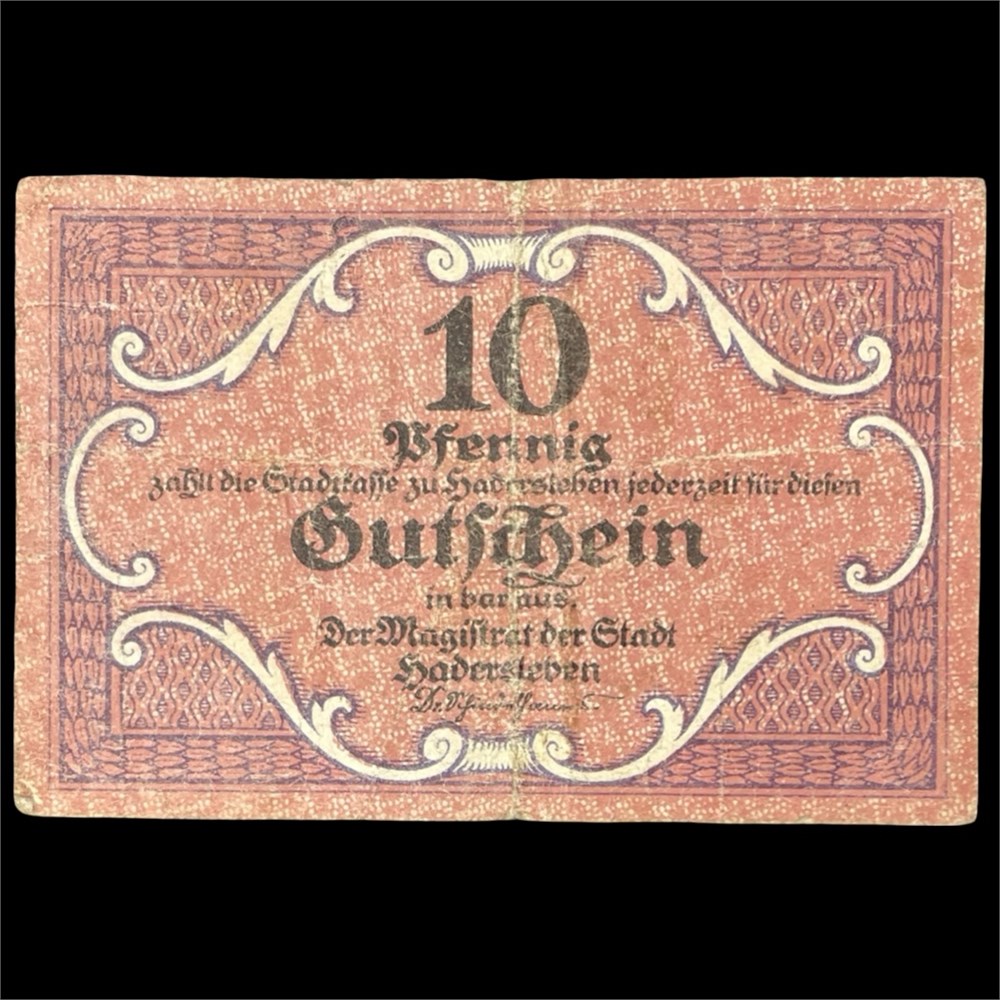 10
Pfennig
zahlt die Stadtkasse zu Hadersleben jederzeit für diesen
Gutschein
in bar aus.
Der Magistrat der Stadt
Hadersleben
Dr.